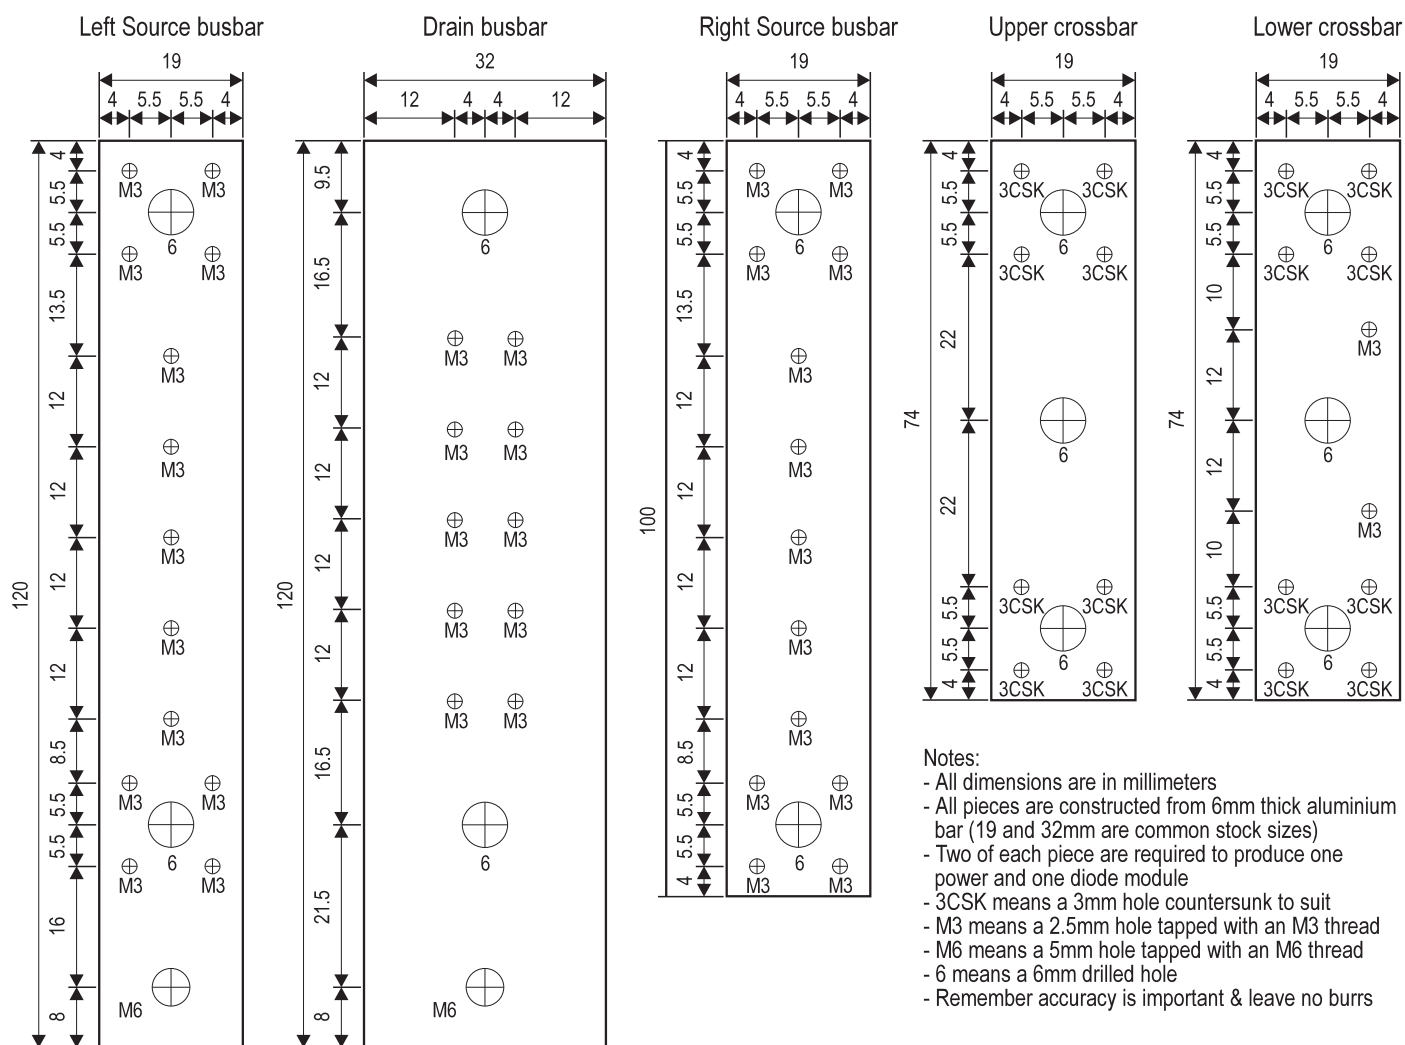 Left Source busbar
Drain busbar
Right Source busbar
Upper crossbar
Lower crossbar
19
32
19
19
19
4 5.5 5.5 4
12 4 4 12
4 5.5 5.5 4
4 5.5 5.5 4
4 5.5 5.5 4
120
4
5.5
5.5
13.5
12
12
12
12
8.5
5.5
5.5
16
8
M3 M3
6
M3 M3
M3
M3
M3
M3
M3
M3 M3
6
M3 M3
M6
120
9.5
16.5
12
12
12
12
16.5
21.5
8
6
M3 M3
M3 M3
M3 M3
M3 M3
M3 M3
6
M6
100
4
5.5
5.5
13.5
12
12
12
12
8.5
5.5
5.5
4
M3 M3
6
M3 M3
M3
M3
M3
M3
M3
M3 M3
6
M3 M3
74
4
5.5
5.5
22
22
5.5
5.5
4
3CSK 3CSK
6
3CSK 3CSK
6
3CSK 3CSK
6
3CSK 3CSK
74
4
5.5
5.5
10
12
12
10
5.5
5.5
4
3CSK 3CSK
6
3CSK 3CSK
M3
6
M3
3CSK 3CSK
6
3CSK 3CSK
Notes:
- All dimensions are in millimeters
- All pieces are constructed from 6mm thick aluminium
bar (19 and 32mm are common stock sizes)
- Two of each piece are required to produce one
power and one diode module
- 3CSK means a 3mm hole countersunk to suit
- M3 means a 2.5mm hole tapped with an M3 thread
- M6 means a 5mm hole tapped with an M6 thread
- 6 means a 6mm drilled hole
- Remember accuracy is important & leave no burrs